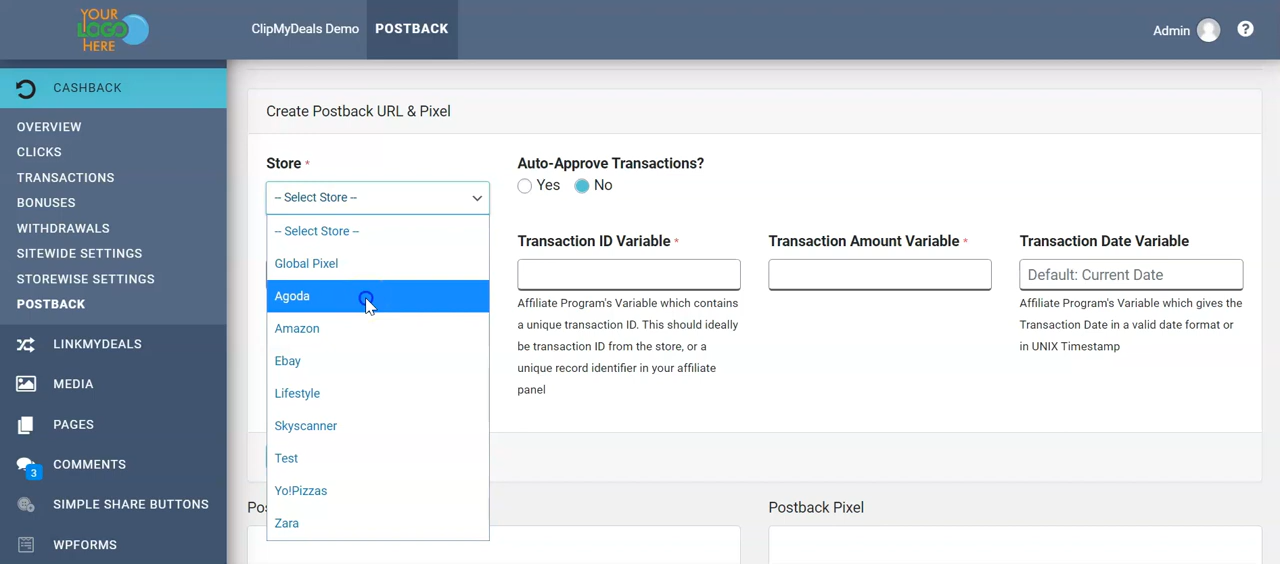 YOUR
LOGO
HERE
ClipMyDeals Demo
POSTBACK
Admin
?
CASHBACK
OVERVIEW
CLICKS
TRANSACTIONS
BONUSES
WITHDRAWALS
SITEWIDE SETTINGS
STOREWISE SETTINGS
POSTBACK
LINKMYDEALS
MEDIA
PAGES
COMMENTS
3
SIMPLE SHARE BUTTONS
WPFORMS
Create Postback URL & Pixel
Store *
-- Select Store --
-- Select Store --
Global Pixel
Agoda
Amazon
Ebay
Lifestyle
Skyscanner
Test
Yo!Pizzas
Zara
Auto-Approve Transactions?
Yes No
Transaction ID Variable *
Affiliate Program's Variable which contains
a unique transaction ID. This should ideally
be transaction ID from the store, or a
unique record identifier in your affiliate
panel
Transaction Amount Variable *
Transaction Date Variable
Default: Current Date
Affiliate Program's Variable which gives the
Transaction Date in a valid date format or
in UNIX Timestamp
Postback Pixel